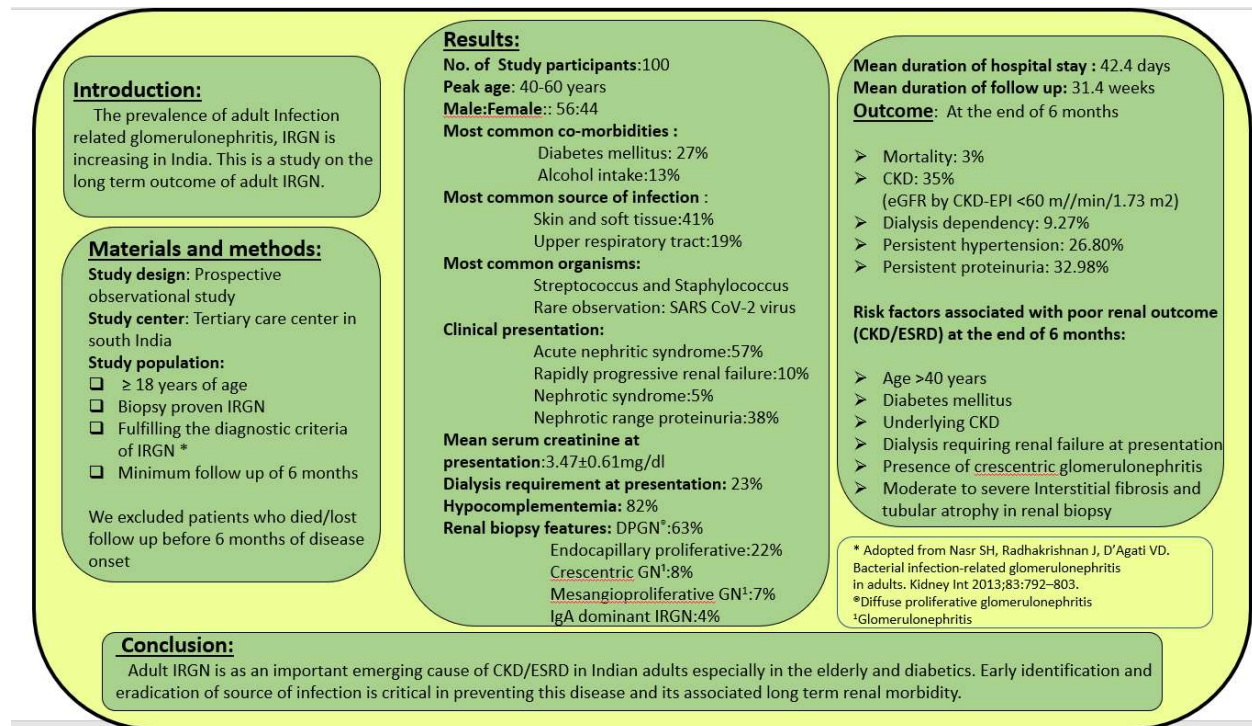 Introduction:
The prevalence of adult Infection
related glomerulonephritis, IRGN is
increasing in India. This is a study on the
long term outcome of adult IRGN.
Materials and methods:
Study design: Prospective
observational study
Study center: Tertiary care center in
south India
Study population:
❑ ≥ 18 years of age
❑ Biopsy proven IRGN
❑ Fulfilling the diagnostic criteria
of IRGN *
❑ Minimum follow up of 6 months
We excluded patients who died/lost
follow up before 6 months of disease
onset
Results:
No. of Study participants:100
Peak age: 40-60 years
Male:Female:: 56:44
Most common co-morbidities :
Diabetes mellitus: 27%
Alcohol intake:13%
Most common source of infection :
Skin and soft tissue:41%
Upper respiratory tract:19%
Most common organisms:
Streptococcus and Staphylococcus
Rare observation: SARS CoV-2 virus
Clinical presentation:
Acute nephritic syndrome:57%
Rapidly progressive renal failure:10%
Nephrotic syndrome:5%
Nephrotic range proteinuria:38%
Mean serum creatinine at
presentation:3.47±0.61mg/dl
Dialysis requirement at presentation: 23%
Hypocomplementemia: 82%
Renal biopsy features: DPGN®:63%
Endocapillary proliferative:22%
Crescentric GN¹:8%
Mesangioproliferative GN¹:7%
IgA dominant IRGN:4%
Mean duration of hospital stay : 42.4 days
Mean duration of follow up: 31.4 weeks
Outcome: At the end of 6 months
➢ Mortality: 3%
➢ CKD: 35%
(eGFR by CKD-EPI <60 m//min/1.73 m2)
➢ Dialysis dependency: 9.27%
➢ Persistent hypertension: 26.80%
➢ Persistent proteinuria: 32.98%
Risk factors associated with poor renal outcome
(CKD/ESRD) at the end of 6 months:
➢ Age >40 years
➢ Diabetes mellitus
➢ Underlying CKD
➢ Dialysis requiring renal failure at presentation
➢ Presence of crescentric glomerulonephritis
➢ Moderate to severe Interstitial fibrosis and
tubular atrophy in renal biopsy
* Adopted from Nasr SH, Radhakrishnan J, D’Agati VD.
Bacterial infection-related glomerulonephritis
in adults. Kidney Int 2013;83:792–803.
®Diffuse proliferative glomerulonephritis
¹Glomerulonephritis
Conclusion:
Adult IRGN is as an important emerging cause of CKD/ESRD in Indian adults especially in the elderly and diabetics. Early identification and
eradication of source of infection is critical in preventing this disease and its associated long term renal morbidity.